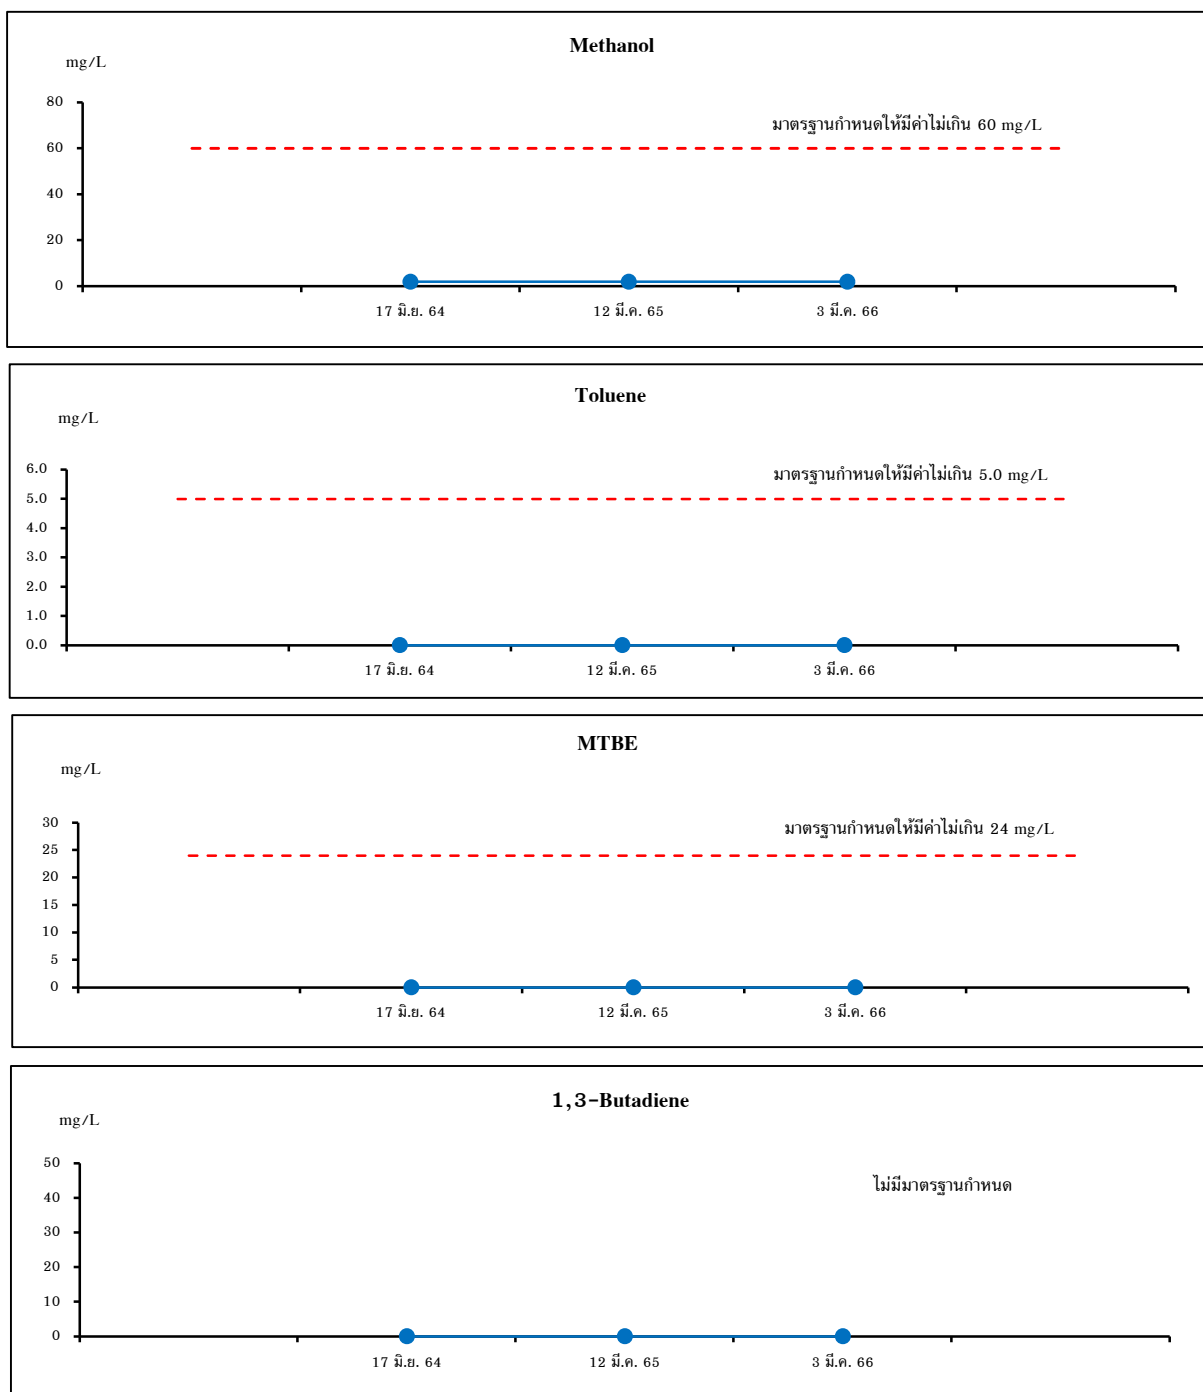 Methanol
mg/L
80
มาตรฐานกำหนดให้มีค่าไม่เกิน 60 mg/L
60
40
20
0
17 มิ.ย. 64 12 มี.ค. 65 3 มี.ค. 66
Toluene
mg/L
6.0
มาตรฐานกำหนดให้มีค่าไม่เกิน 5.0 mg/L
5.0
4.0
3.0
2.0
1.0
0.0
17 มิ.ย. 64 12 มี.ค. 65 3 มี.ค. 66
MTBE
mg/L
30
มาตรฐานกำหนดให้มีค่าไม่เกิน 24 mg/L
25
20
15
10
5
0
17 มิ.ย. 64 12 มี.ค. 65 3 มี.ค. 66
1,3-Butadiene
mg/L
50
ไม่มีมาตรฐานกำหนด
40
30
20
10
0
17 มิ.ย. 64 12 มี.ค. 65 3 มี.ค. 66